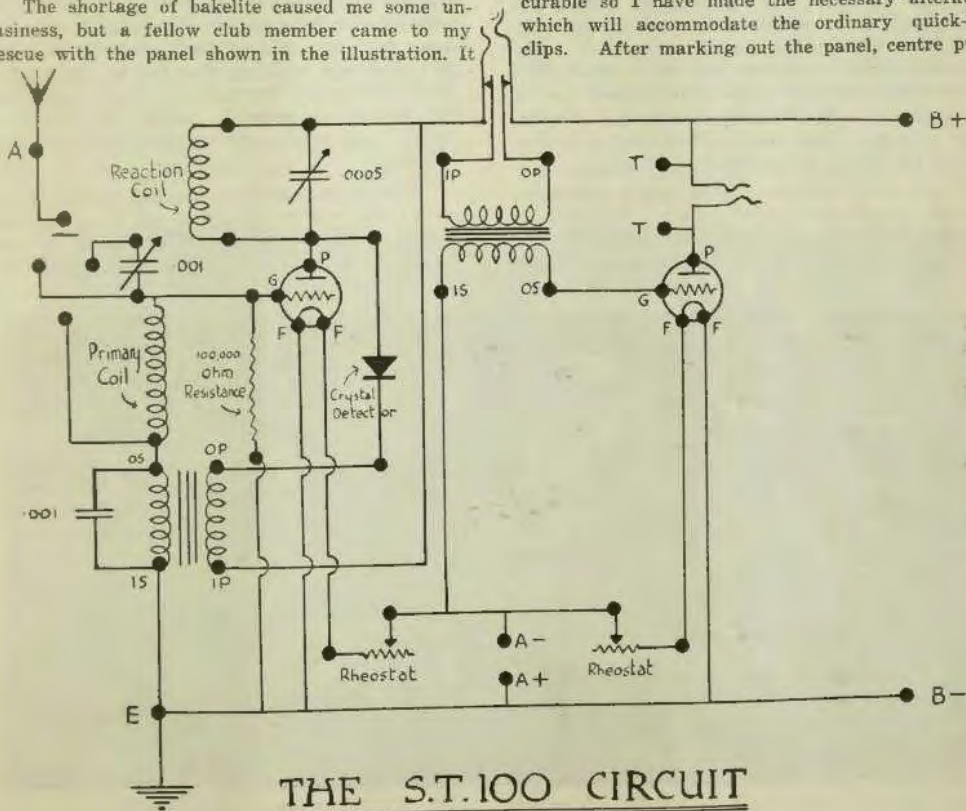 The shortage of bakelite caused me some un-
usiness, but a fellow club member came to my
escue with the panel shown in the illustration. It
curable so I have made the necessary altern
which will accommodate the ordinary quick-
clips. After marking out the panel, centre p
A
Reaction
Coil
.0005
1P
OP
T
T
B+
.001
P
G
F
F
1S
OS
P
G
F
F
Primary
Coil
100,000
Ohm
Resistance
Crystal
Detector
OS
OP
.001
1S
1P
Rheostat
A-
A+
Rheostat
E
B-
THE S.T.100 CIRCUIT